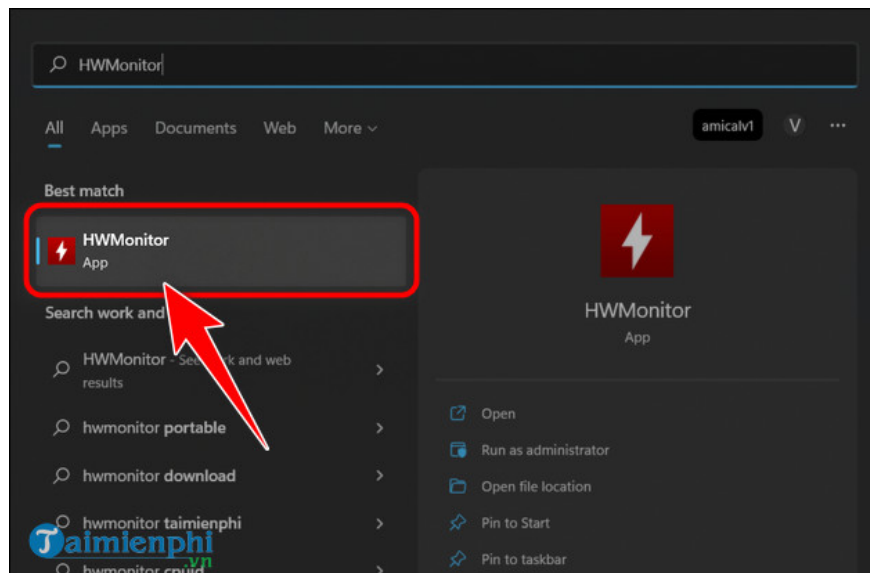 HWMonitor
All Apps Documents Web More
amicalv1 V ...
Best match
HWMonitor
App
Search work and
HWMonitor - See work and web
results
hwmonitor portable
hwmonitor download
hwmonitor taimienphi
hwmonitor cpuid
HWMonitor
App
Open
Run as administrator
Open file location
Pin to Start
Pin to taskbar
Taimienphi
.vn